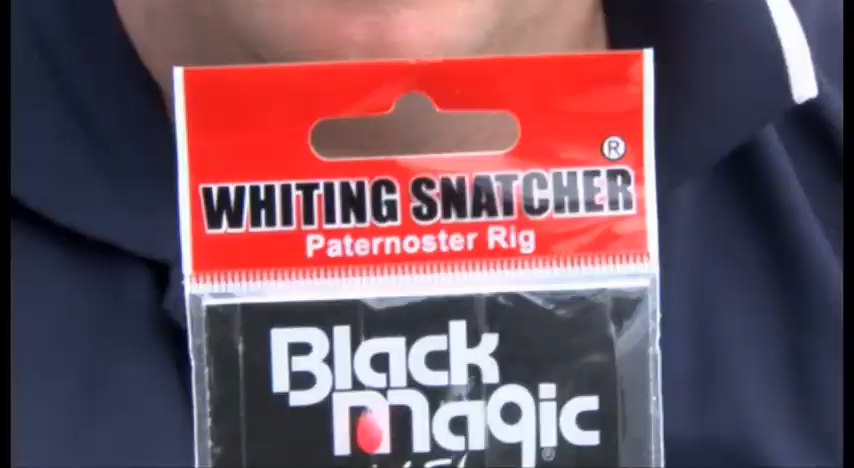 ®
WHITING SNATCHER
Paternoster Rig
Black
Magic®